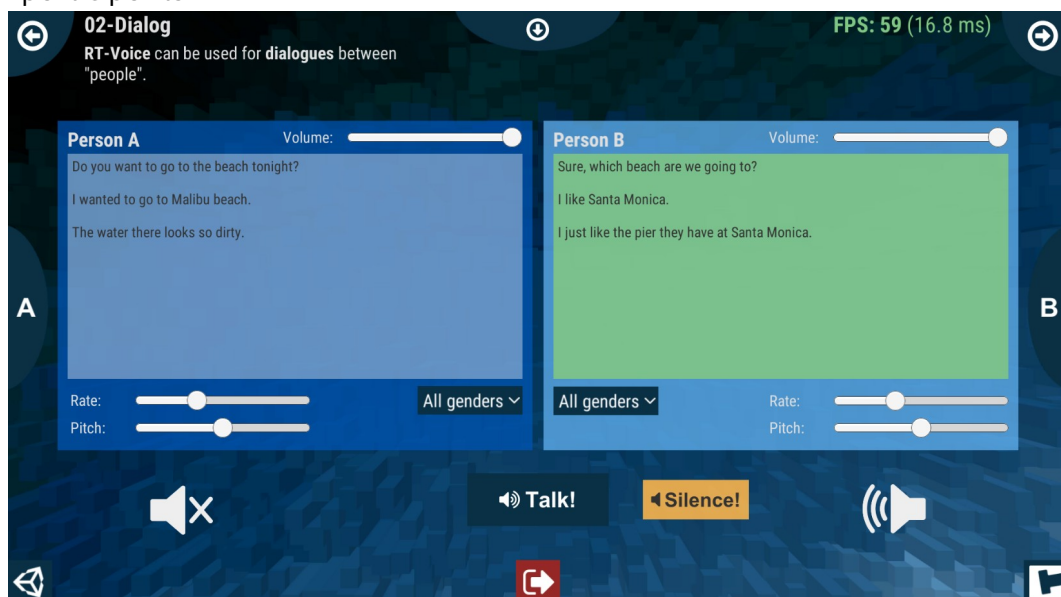 02-Dialog
FPS: 59 (16.8 ms)
RT-Voice can be used for dialogues between
"people".
Person A
Volume:
Do you want to go to the beach tonight?
I wanted to go to Malibu beach.
The water there looks so dirty.
Rate:
Pitch:
All genders
Person B
Volume:
Sure, which beach are we going to?
I like Santa Monica.
I just like the pier they have at Santa Monica.
All genders
Rate:
Pitch:
A
B
Talk!
Silence!